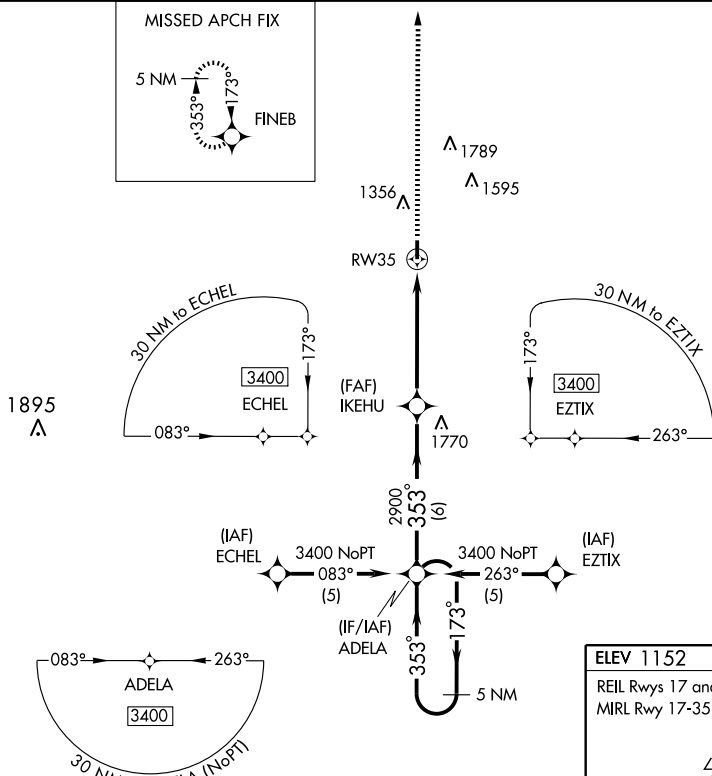 MISSED APCH FIX
5 NM
353°
173°
FINEB
1789
1595
1356
RW35
30 NM to ECHEL
173°
3400
ECHEL
083°
30 NM to EZTIX
173°
3400
EZTIX
263°
1895
(FAF)
IKEHU
1770
2900
353°
(6)
(IAF)
ECHEL
3400 NoPT
083°
(5)
3400 NoPT
263°
(5)
(IAF)
EZTIX
(IF/IAF)
ADELA
353°
173°
5 NM
083°
263°
ADELA
3400
30 NM (NoPT)
ELEV 1152
REIL Rwys 17 and
MIRL Rwy 17-35